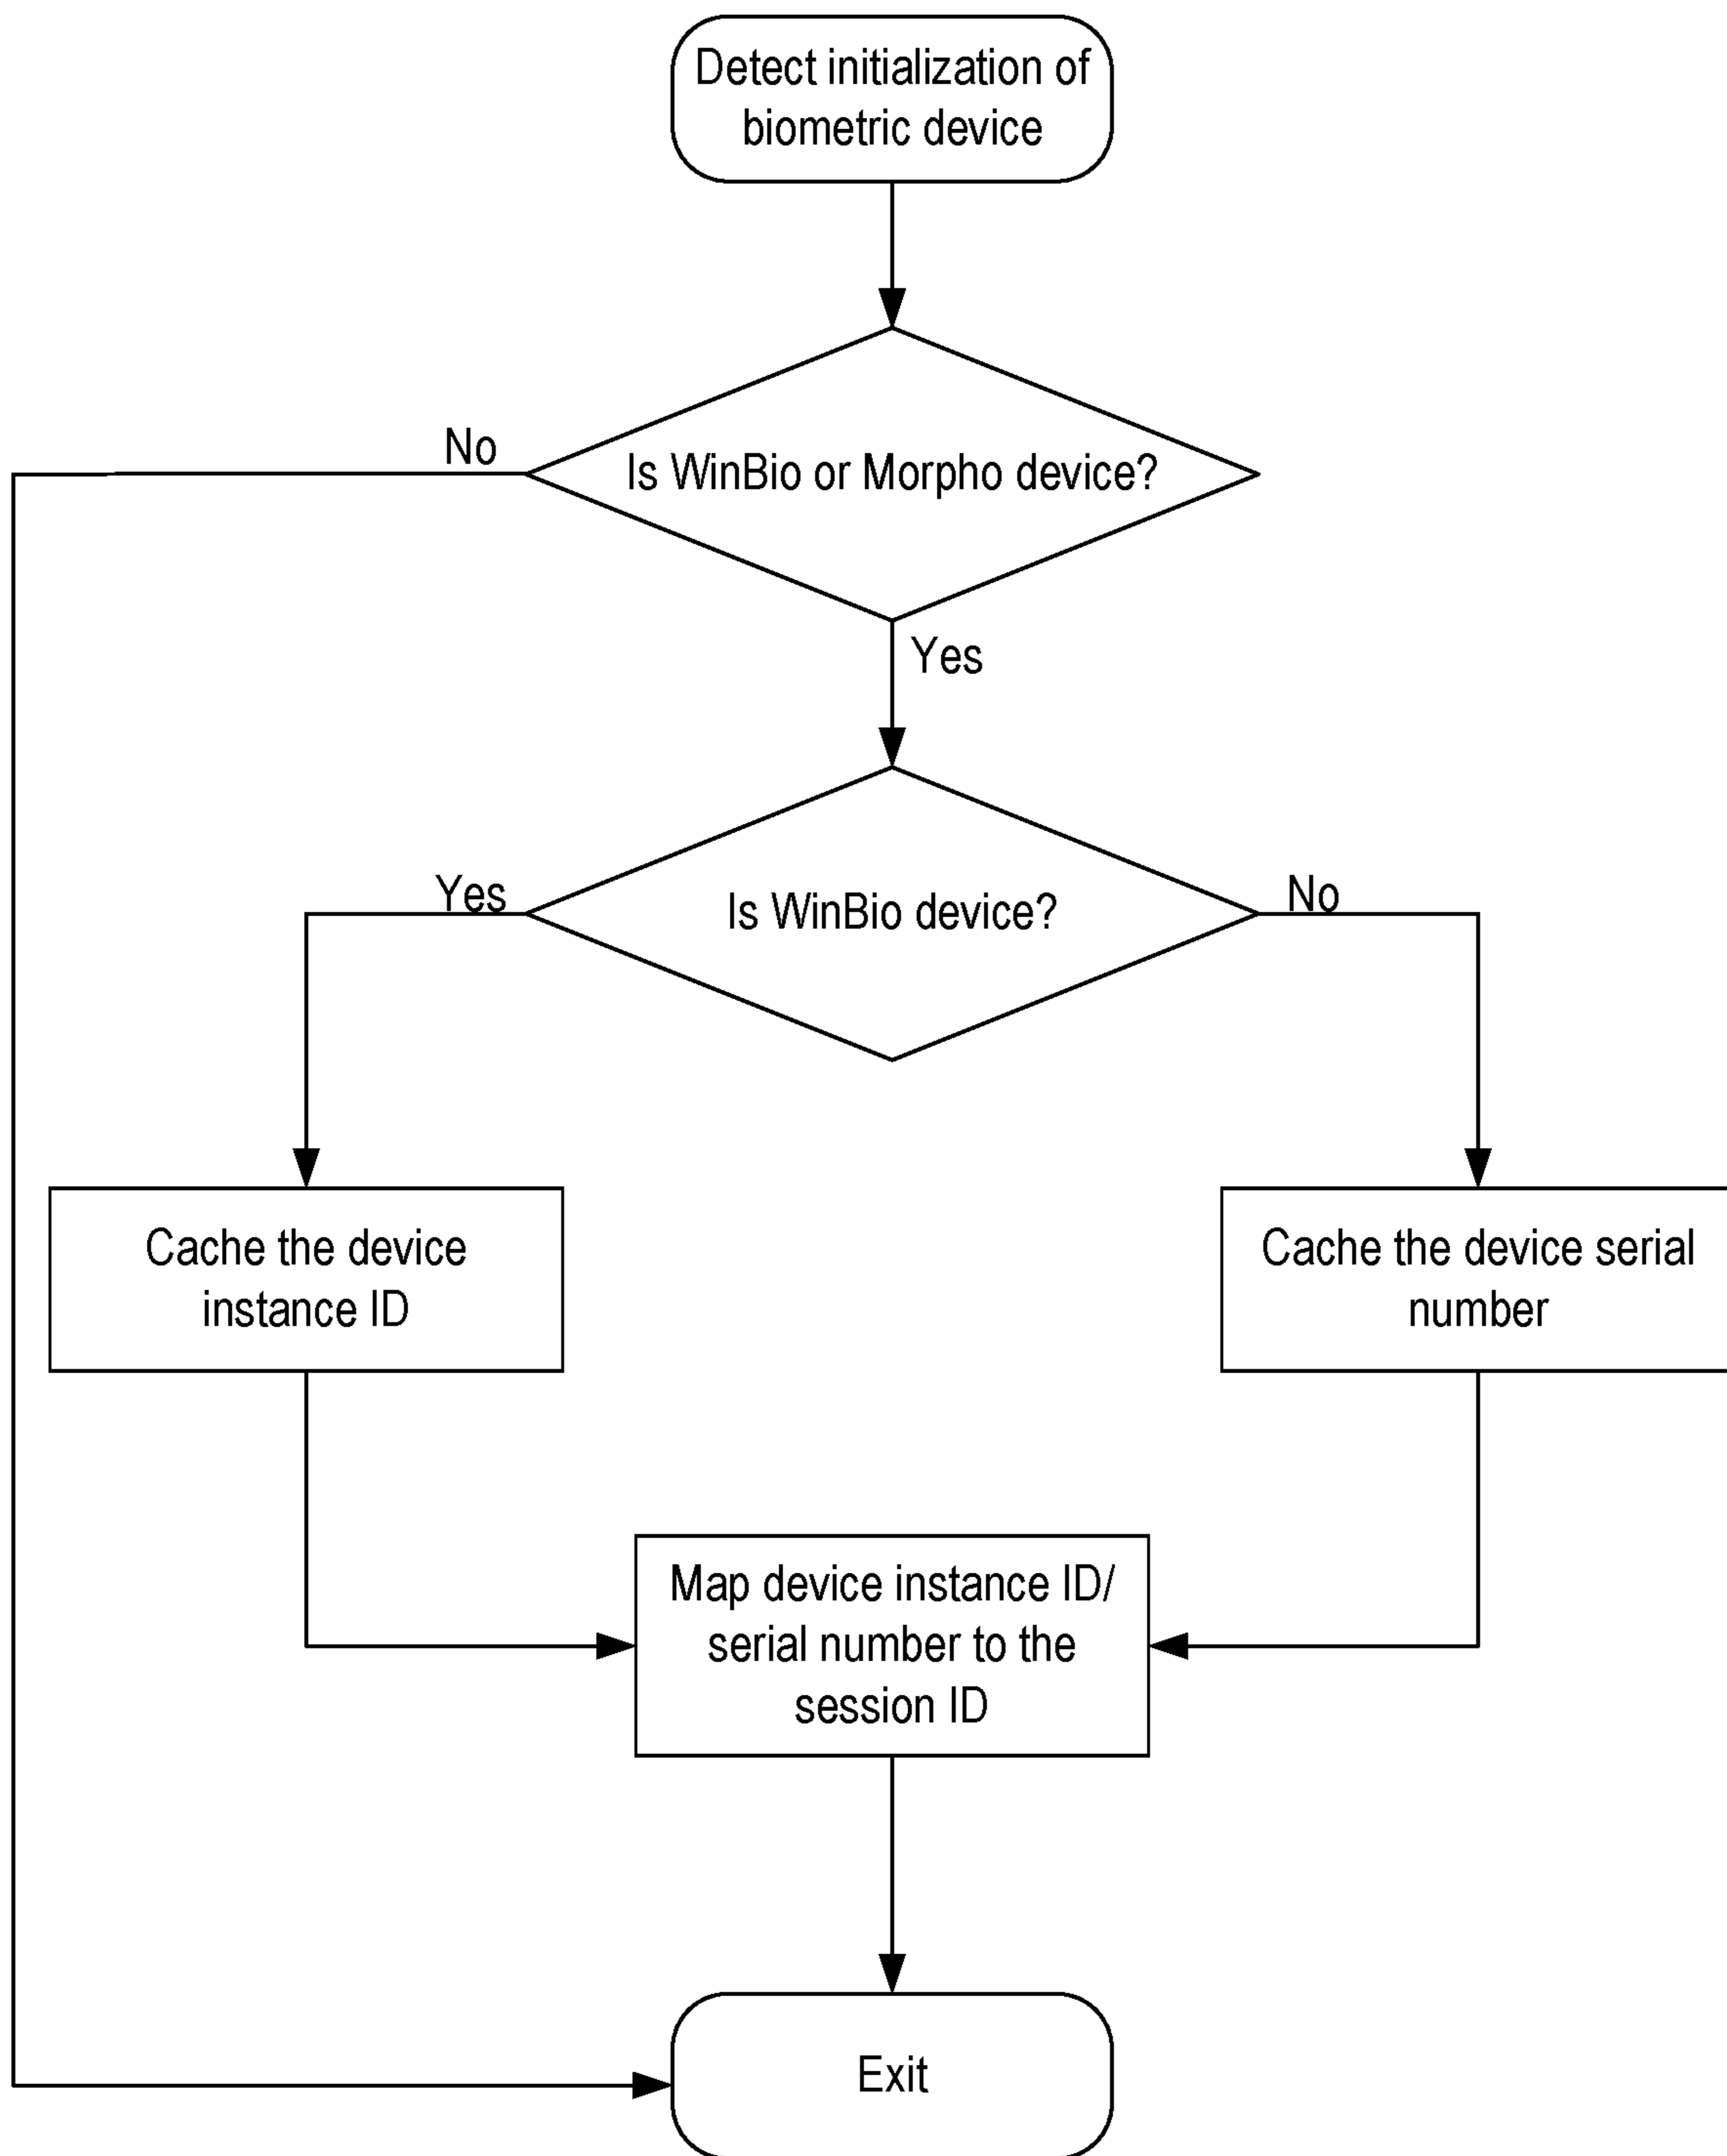 Detect initialization of
biometric device
No
Is WinBio or Morpho device?
Yes
Yes
Is WinBio device?
No
Cache the device
instance ID
Cache the device serial
number
Map device instance ID/
serial number to the
session ID
Exit